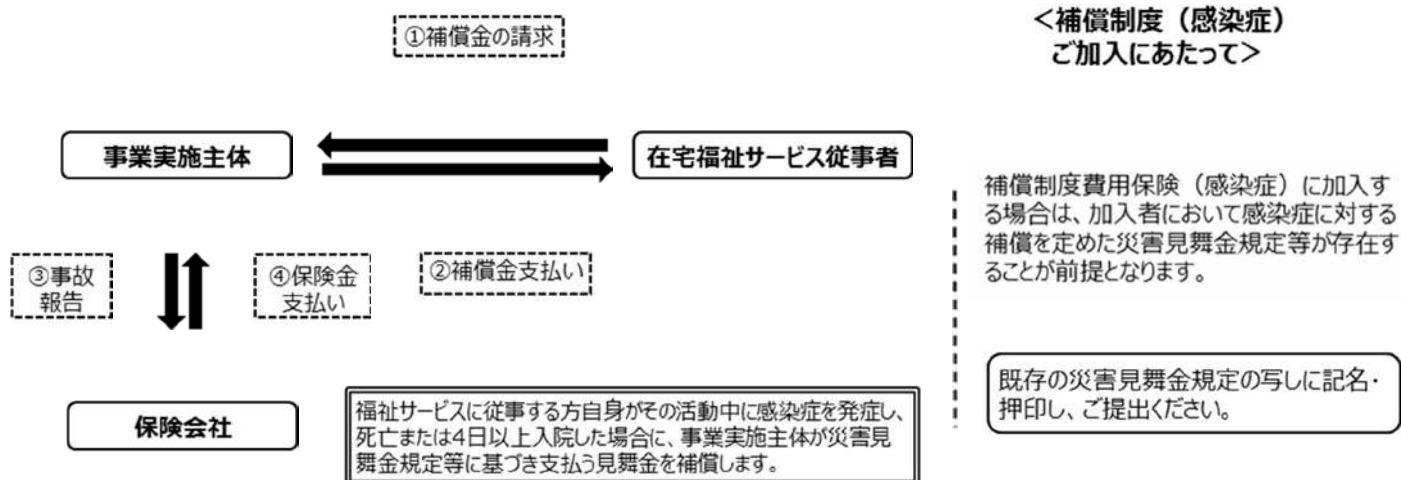 ①補償金の請求
＜補償制度（感染症）
ご加入にあたって＞
事業実施主体
在宅福祉サービス従事者
補償制度費用保険（感染症）に加入す
る場合は、加入者において感染症に対する
補償を定めた災害見舞金規定等が存在す
ることが前提となります。
③事故
報告
④保険金
支払い
②補償金支払い
保険会社
福祉サービスに従事する方自身がその活動中に感染症を発症し、
死亡または4日以上入院した場合に、事業実施主体が災害見
舞金規定等に基づき支払う見舞金を補償します。
既存の災害見舞金規定の写しに記名・
押印し、ご提出ください。